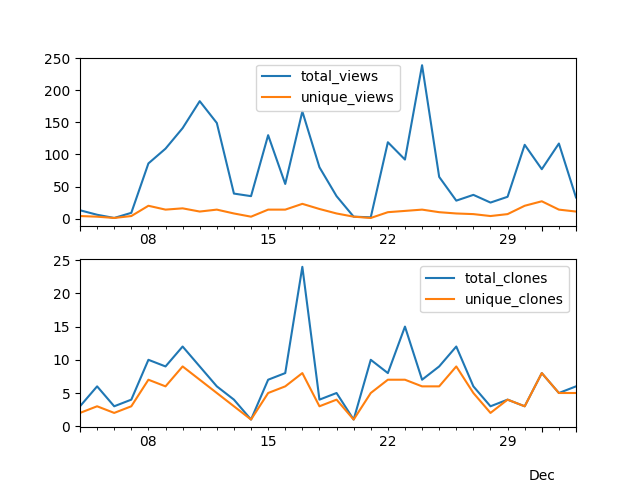 250
200
150
100
50
0
total_views
unique_views
08 15 22 29
25
20
15
10
5
0
total_clones
unique_clones
08 15 22 29
Dec